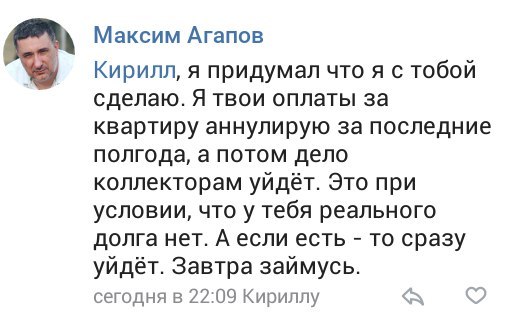 Максим Агапов
Кирилл, я придумал что я с тобой
сделаю. Я твои оплаты за
квартиру аннулирую за последние
полгода, а потом дело
коллекторам уйдёт. Это при
условии, что у тебя реального
долга нет. А если есть - то сразу
уйдёт. Завтра займусь.
сегодня в 22:09 Кириллу